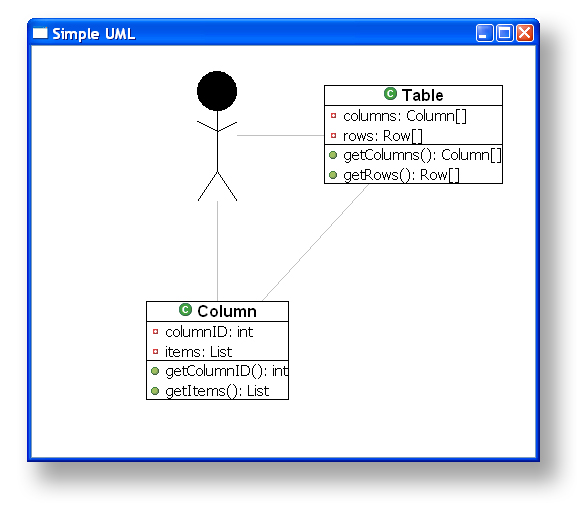 Simple UML
C Table
columns: Column[]
rows: Row[]
getColumns(): Column[]
getRows(): Row[]
C Column
columnID: int
items: List
getColumnID(): int
getItems(): List